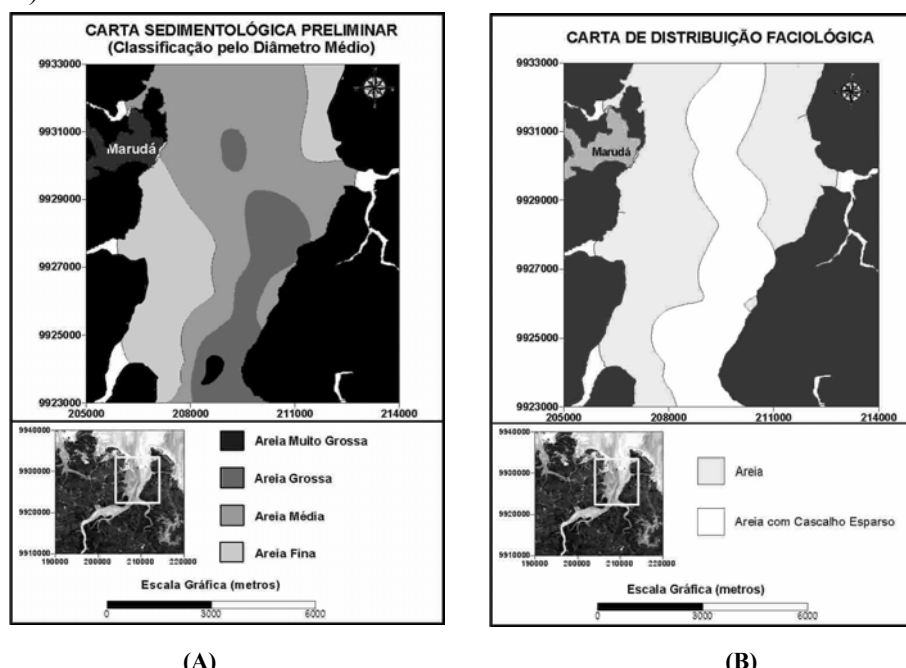 CARTA SEDIMENTOLÓGICA PRELIMINAR
(Classificação pelo Diâmetro Médio)
9933000
9931000
Marudá
9929000
9927000
9925000
9923000
205000
208000
211000
214000
9940000
9930000
9920000
9910000
190000
200000
210000
220000
Areia Muito Grossa
Areia Grossa
Areia Média
Areia Fina
Escala Gráfica (metros)
0
3000
6000
(A)
CARTA DE DISTRIBUIÇÃO FACIOLÓGICA
9933000
9931000
Marudá
9929000
9927000
9925000
9923000
205000
208000
211000
214000
9940000
9930000
9920000
9910000
190000
200000
210000
220000
Areia
Areia com Cascalho Esparso
Escala Gráfica (metros)
0
3000
6000
(B)